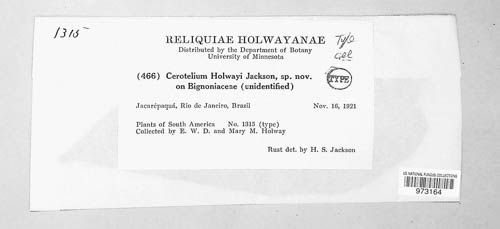 1315
RELIQUIAE HOLWAYANAE
Distributed by the Department of Botany
University of Minnesota
Type
(466) Cerotelium Holwayi Jackson, sp. nov.
on Bignoniaceae (unidentified)
TYPE
Jacarépaquá, Rio de Janeiro, Brazil Nov. 16, 1921
Plants of South America No. 1315 (type)
Collected by E. W. D. and Mary M. Holway
Rust det. by H. S. Jackson
US NATIONAL FUNGUS COLLECTIONS
973164